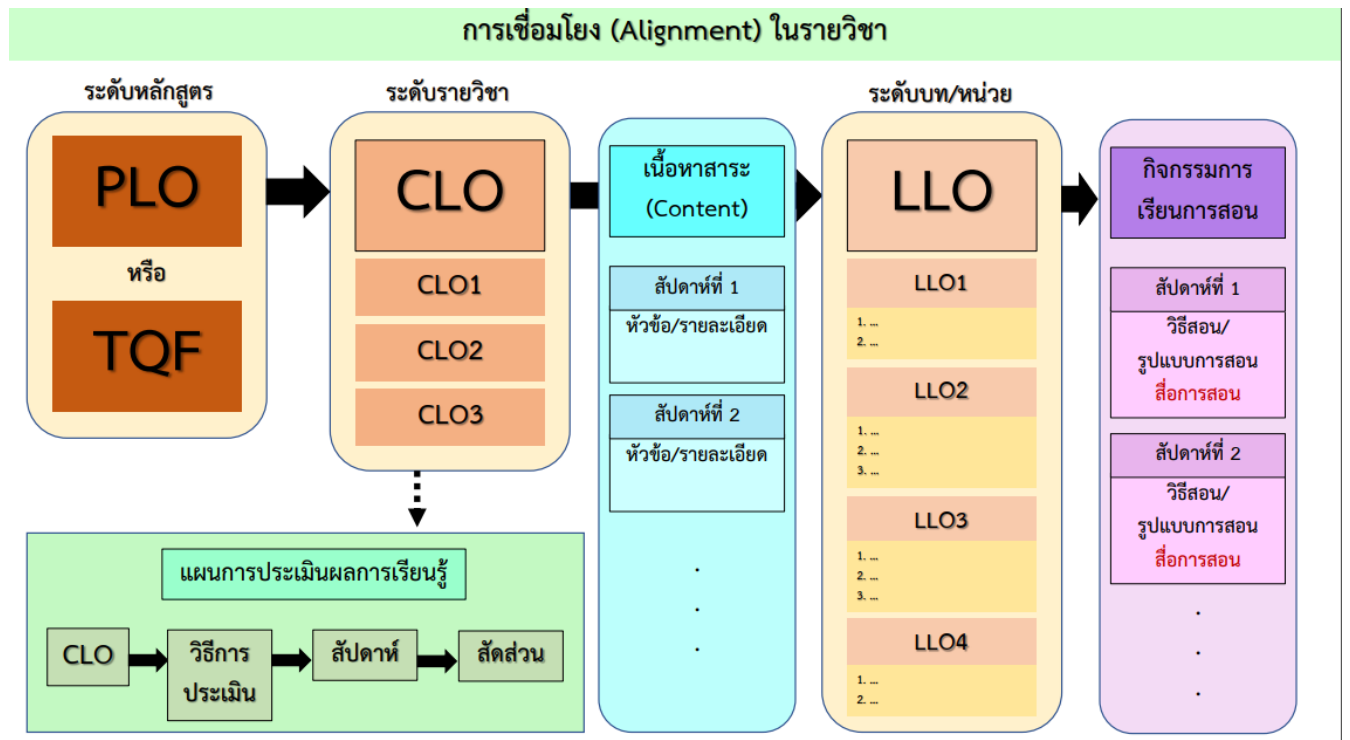 การเชื่อมโยง (Alignment) ในรายวิชา
ระดับหลักสูตร
PLO
หรือ
TQF
ระดับรายวิชา
CLO
CLO1
CLO2
CLO3
แผนการประเมินผลการเรียนรู้
CLO
วิธีการ
ประเมิน
สัปดาห์
สัดส่วน
เนื้อหาสาระ
(Content)
สัปดาห์ที่ 1
หัวข้อ/รายละเอียด
สัปดาห์ที่ 2
หัวข้อ/รายละเอียด
.
.
.
ระดับบท/หน่วย
LLO
LLO1
1. ...
2. ...
LLO2
1. ...
2. ...
3. ...
LLO3
1. ...
2. ...
3. ...
LLO4
1. ...
2. ...
กิจกรรมการ
เรียนการสอน
สัปดาห์ที่ 1
วิธีสอน/
รูปแบบการสอน
สื่อการสอน
สัปดาห์ที่ 2
วิธีสอน/
รูปแบบการสอน
สื่อการสอน
.
.
.